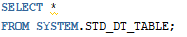 SELECT *
FROM SYSTEM.STD_DT_TABLE;